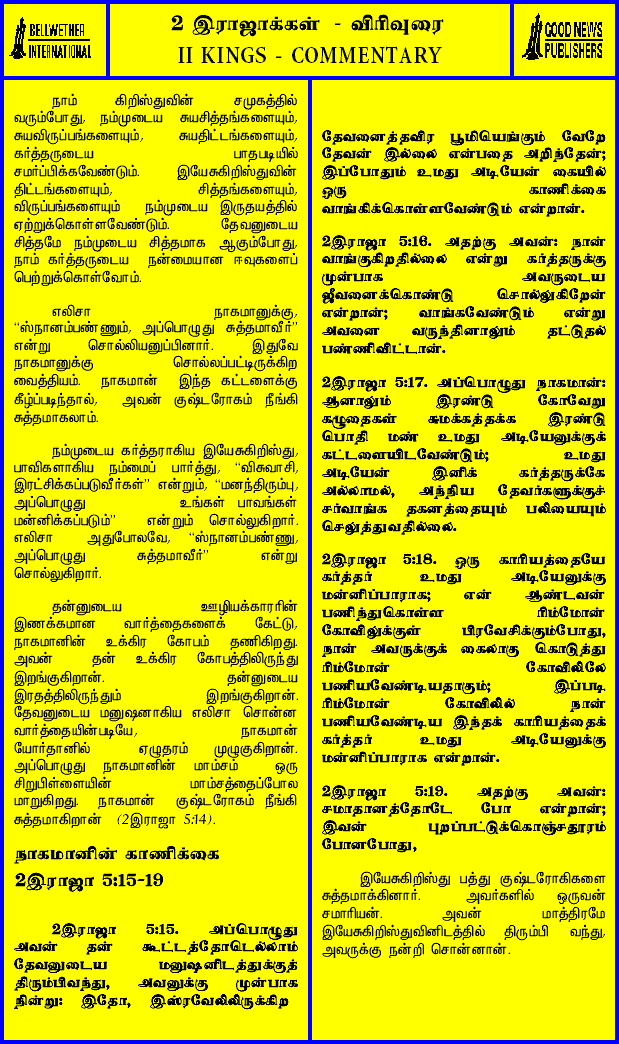 BELLWETHER
INTERNATIONAL
2 இராஜாக்கள் - விரிவுரை
II KINGS - COMMENTARY
GOOD NEWS
PUBLISHERS
நாம் கிறிஸ்துவின் சமுகத்தில்
வரும்போது, நம்முடைய சுயசித்தங்களையும்,
சுயவிருப்பங்களையும், சுயதிட்டங்களையும்,
கர்த்தருடைய பாதபடியில்
சமர்ப்பிக்கவேண்டும். இயேசுகிறிஸ்துவின்
திட்டங்களையும், சித்தங்களையும்,
விருப்பங்களையும் நம்முடைய இருதயத்தில்
ஏற்றுக்கொள்ளவேண்டும். தேவனுடைய
சித்தமே நம்முடைய சித்தமாக ஆகும்போது,
நாம் கர்த்தருடைய நன்மையான ஈவுகளைப்
பெற்றுக்கொள்வோம்.
எலிசா நாகமானுக்கு,
“ஸ்நானம்பண்ணும், அப்பொழுது சுத்தமாவீர்”
என்று சொல்லியனுப்பினார். இதுவே
நாகமானுக்கு சொல்லப்பட்டிருக்கிற
வைத்தியம். நாகமான் இந்த கட்டளைக்கு
கீழ்ப்படிந்தால், அவன் குஷ்டரோகம் நீங்கி
சுத்தமாகலாம்.
நம்முடைய கர்த்தராகிய இயேசுகிறிஸ்து,
பாவிகளாகிய நம்மைப் பார்த்து, “விசுவாசி,
இரட்சிக்கப்படுவீர்கள்” என்றும், “மனந்திரும்பு,
அப்பொழுது உங்கள் பாவங்கள்
மன்னிக்கப்படும்” என்றும் சொல்லுகிறார்.
எலிசா அதுபோலவே, “ஸ்நானம்பண்ணு,
அப்பொழுது சுத்தமாவீர்” என்று
சொல்லுகிறார்.
தன்னுடைய ஊழியக்காரரின்
இணக்கமான வார்த்தைகளைக் கேட்டு,
நாகமானின் உக்கிர கோபம் தணிகிறது.
அவன் தன் உக்கிர கோபத்திலிருந்து
இறங்குகிறான். தன்னுடைய
இரதத்திலிருந்தும் இறங்குகிறான்.
தேவனுடைய மனுஷனாகிய எலிசா சொன்ன
வார்த்தையின்படியே, நாகமான்
யோர்தானில் ஏழுதரம் முழுகுகிறான்.
அப்பொழுது நாகமானின் மாம்சம் ஒரு
சிறுபிள்ளையின் மாம்சத்தைப்போல
மாறுகிறது. நாகமான் குஷ்டரோகம் நீங்கி
சுத்தமாகிறான் (2இராஜா 5:14).
நாகமானின் காணிக்கை
2இராஜா 5:15-19
2இராஜா 5:15. அப்பொழுது
அவன் தன் கூட்டத்தோடெல்லாம்
தேவனுடைய மனுஷனிடத்துக்குத்
திரும்பிவந்து, அவனுக்கு முன்பாக
நின்று: இதோ, இஸ்ரவேலிலிருக்கிற
தேவனைத்தவிர பூமியெங்கும் வேறே
தேவன் இல்லை என்பதை அறிந்தேன்;
இப்போதும் உமது அடியேன் கையில்
ஒரு காணிக்கை
வாங்கிக்கொள்ளவேண்டும் என்றான்.
2இராஜா 5:16. அதற்கு அவன்: நான்
வாங்குகிறதில்லை என்று கர்த்தருக்கு
முன்பாக அவருடைய
ஜீவனைக்கொண்டு சொல்லுகிறேன்
என்றான்; வாங்கவேண்டும் என்று
அவனை வருந்தினாலும் தட்டுதல்
பண்ணிவிட்டான்.
2இராஜா 5:17. அப்பொழுது நாகமான்:
ஆனாலும் இரண்டு கோவேறு
கழுதைகள் சுமக்கத்தக்க இரண்டு
பொதி மண் உமது அடியேனுக்குக்
கட்டளையிடவேண்டும்; உமது
அடியேன் இனிக் கர்த்தருக்கே
அல்லாமல், அந்நிய தேவர்களுக்குச்
சர்வாங்க தகனத்தையும் பலியையும்
செலுத்துவதில்லை.
2இராஜா 5:18. ஒரு காரியத்தையே
கர்த்தர் உமது அடியேனுக்கு
மன்னிப்பாராக; என் ஆண்டவன்
பணிந்துகொள்ள ரிம்மோன்
கோவிலுக்குள் பிரவேசிக்கும்போது,
நான் அவருக்குக் கைலாகு கொடுத்து
ரிம்மோன் கோவிலிலே
பணியவேண்டியதாகும்; இப்படி
ரிம்மோன் கோவிலில் நான்
பணியவேண்டிய இந்தக் காரியத்தைக்
கர்த்தர் உமது அடியேனுக்கு
மன்னிப்பாராக என்றான்.
2இராஜா 5:19. அதற்கு அவன்:
சமாதானத்தோடே போ என்றான்;
இவன் புறப்பட்டுக்கொஞ்சதூரம்
போனபோது,
இயேசுகிறிஸ்து பத்து குஷ்டரோகிகளை
சுத்தமாக்கினார். அவர்களில் ஒருவன்
சமாரியன். அவன் மாத்திரமே
இயேசுகிறிஸ்துவினிடத்தில் திரும்பி வந்து,
அவருக்கு நன்றி சொன்னான்.